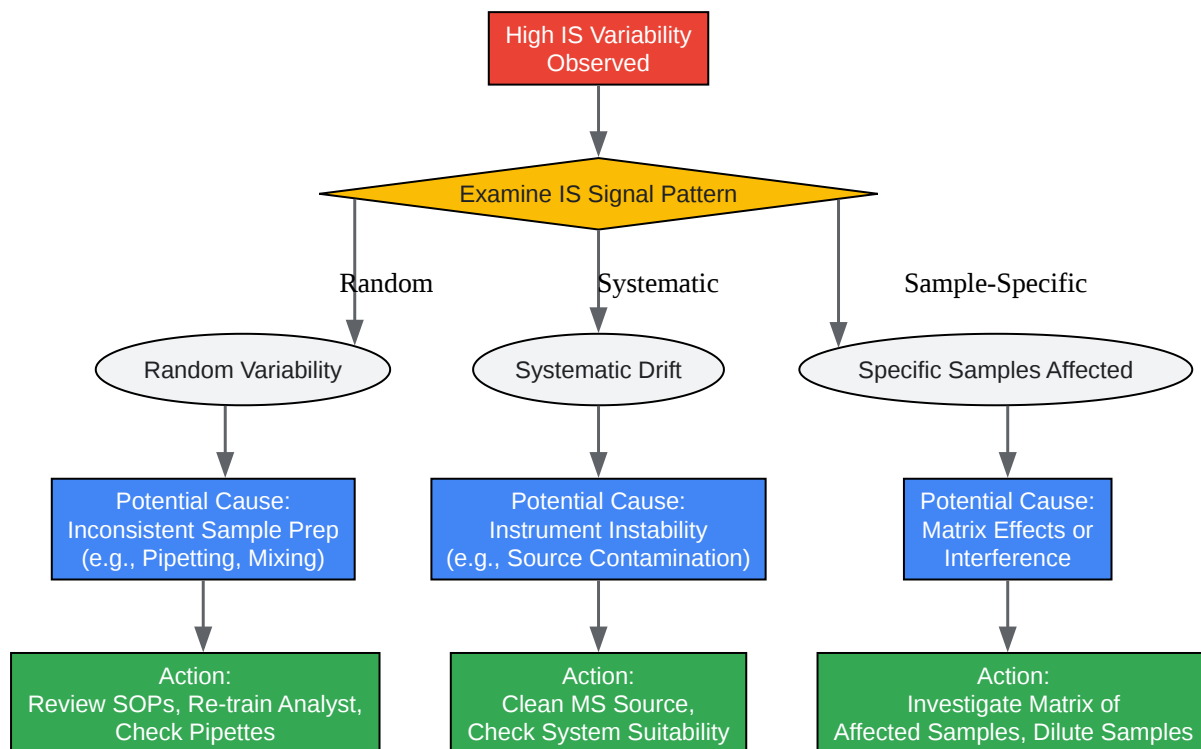 High IS Variability
Observed
Examine IS Signal Pattern
Random
Systematic
Sample-Specific
Random Variability
Systematic Drift
Specific Samples Affected
Potential Cause:
Inconsistent Sample Prep
(e.g., Pipetting, Mixing)
Potential Cause:
Instrument Instability
(e.g., Source Contamination)
Potential Cause:
Matrix Effects or
Interference
Action:
Review SOPs, Re-train Analyst,
Check Pipettes
Action:
Clean MS Source,
Check System Suitability
Action:
Investigate Matrix of
Affected Samples, Dilute Samples